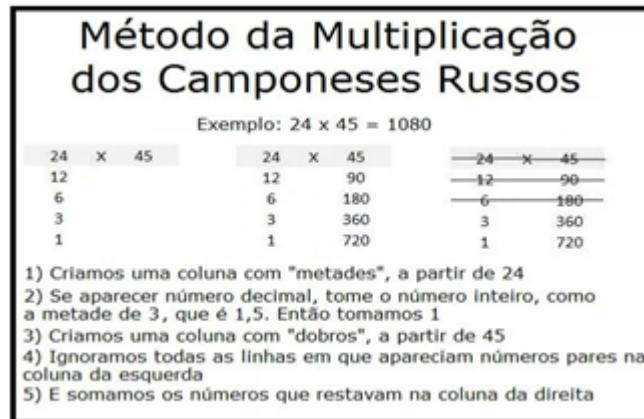 Método da Multiplicação
dos Camponeses Russos
Exemplo: 24 x 45 = 1080
24 x 45 24 x 45 24 x 45
12 12 90 12 90
6 6 180 6 180
3 3 360 3 360
1 1 720 1 720
1) Criamos uma coluna com "metades", a partir de 24
2) Se aparecer número decimal, tome o número inteiro, como
a metade de 3, que é 1,5. Então tomamos 1
3) Criamos uma coluna com "dobros", a partir de 45
4) Ignoramos todas as linhas em que apareciam números pares na
coluna da esquerda
5) E somamos os números que restavam na coluna da direita